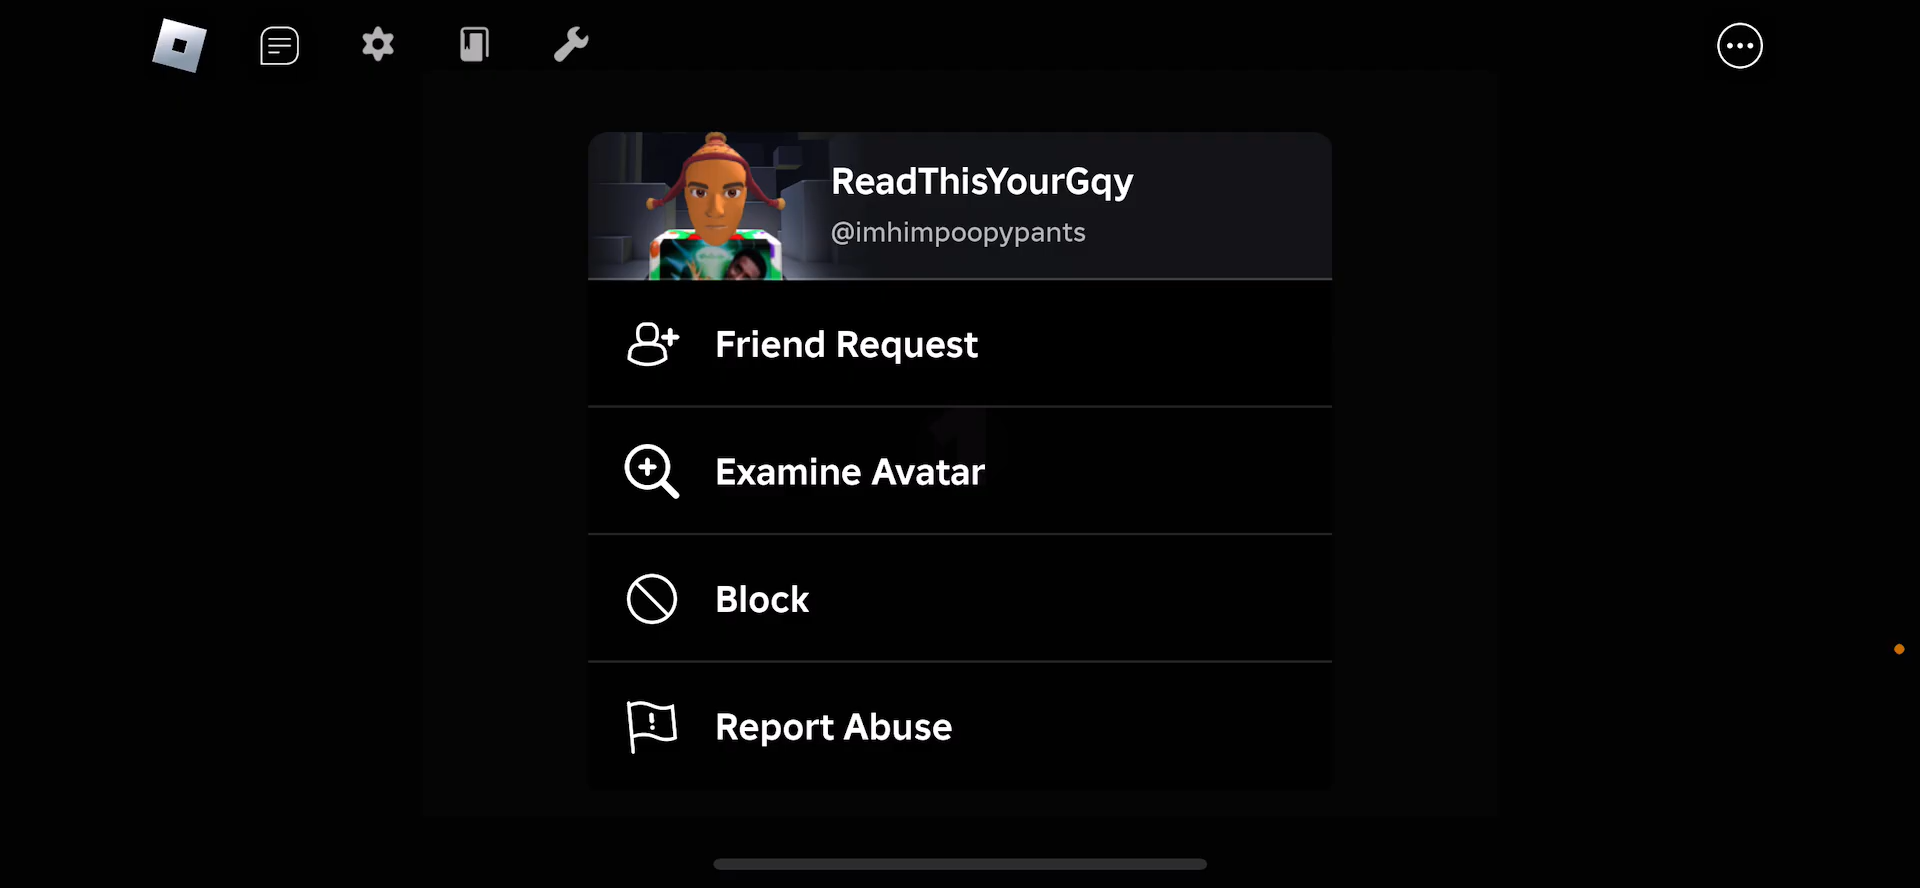 ReadThisYourGqy
@imhimpoopypants
Friend Request
Examine Avatar
Block
Report Abuse